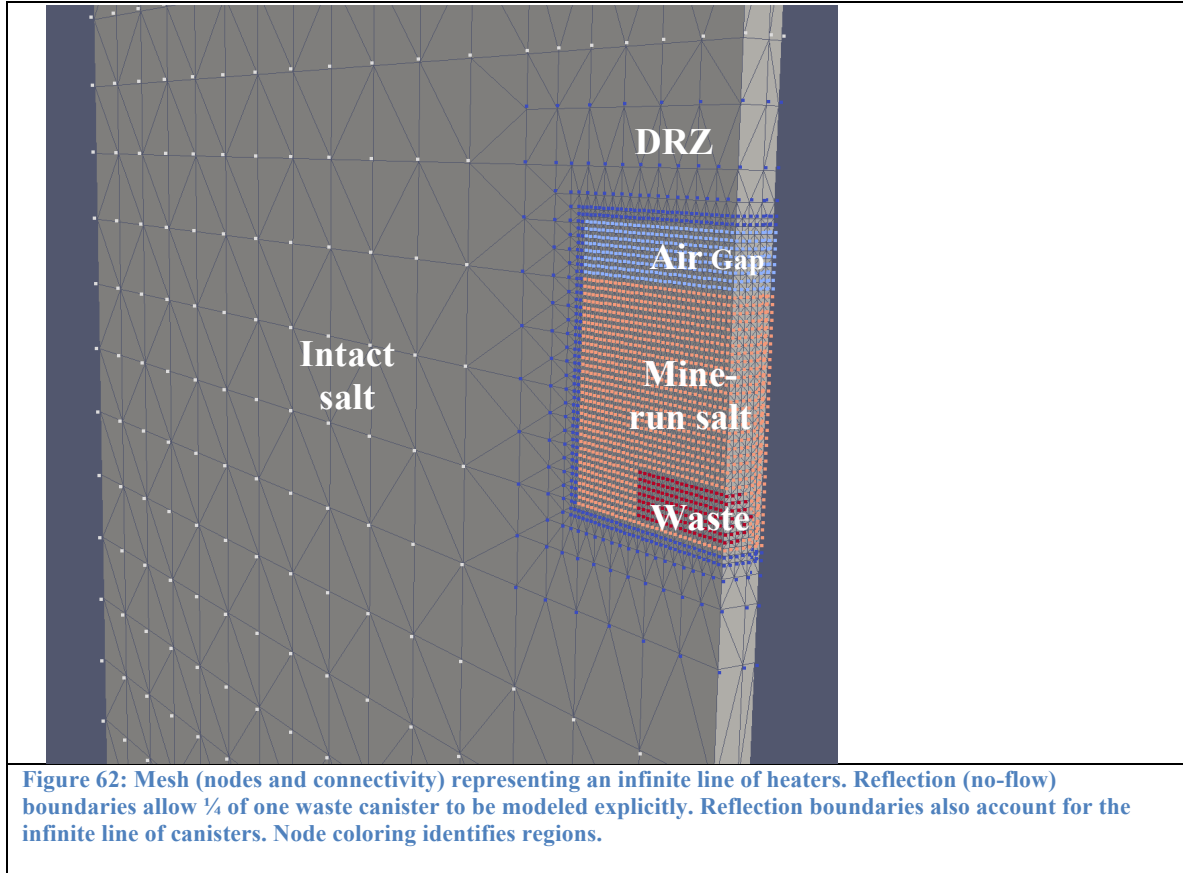 DRZ
Air Gap
Intact
salt
Mine-
run salt
Waste
Figure 62: Mesh (nodes and connectivity) representing an infinite line of heaters. Reflection (no-flow)
boundaries allow ¼ of one waste canister to be modeled explicitly. Reflection boundaries also account for the
infinite line of canisters. Node coloring identifies regions.